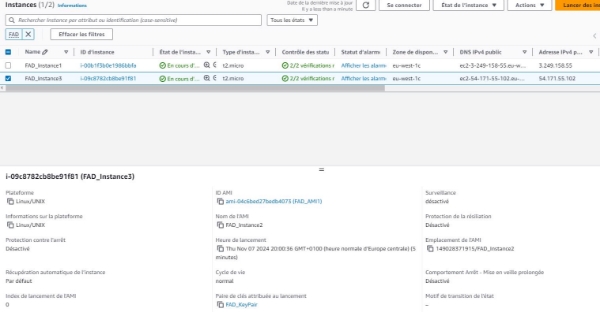 Instances (1/2) Informations
Date de la dernière mise à jour
Il y a less than a minute
Se connecter
État de l'instance ▼
Actions ▼
Lancer des ins
Rechercher Instance par attribut ou identification (case-sensitive)
Tous les états ▼
FAD X
Effacer les filtres
Name
ID d'instance
État de l'instance...
Type d'insta...
Contrôle des statu
Statut d'alarm
Zone de dispon...
DNS IPv4 public
Adresse IPv4 p...
FAD_Instance1
En cours d'...
t2.micro
2/2 vérifications r
Afficher les alarm
eu-west-1c
ec2-3-249-158-55.eu-w...
3.249.158.55
FAD_Instance3
i-09c8782cb8be91f81
En cours d'...
t2.micro
2/2 vérifications r
Afficher les alarm
eu-west-1c
ec2-54-171-55-102.eu-...
54.171.55.102
i-09c8782cb8be91f81 (FAD_Instance3)
Plateforme
Linux/UNIX
ID AMI
(FAD_AMI1)
Surveillance
désactivé
Informations sur la plateforme
Linux/UNIX
Nom de l'AMI
FAD_Instance2
Protection de la résiliation
Désactivé
Protection contre l'arrêt
Désactivé
Heure de lancement
Thu Nov 07 2024 20:00:36 GMT+0100 (heure normale d'Europe centrale) (5
minutes)
Emplacement de l'AMI
149028371915/FAD_Instance2
Récupération automatique de l'instance
Par défaut
Cycle de vie
normal
Comportement Arrêt - Mise en veille prolongée
Désactivé
Index de lancement de l'AMI
0
Paire de clés attribuée au lancement
FAD_KeyPair
Motif de transition de l'état
–